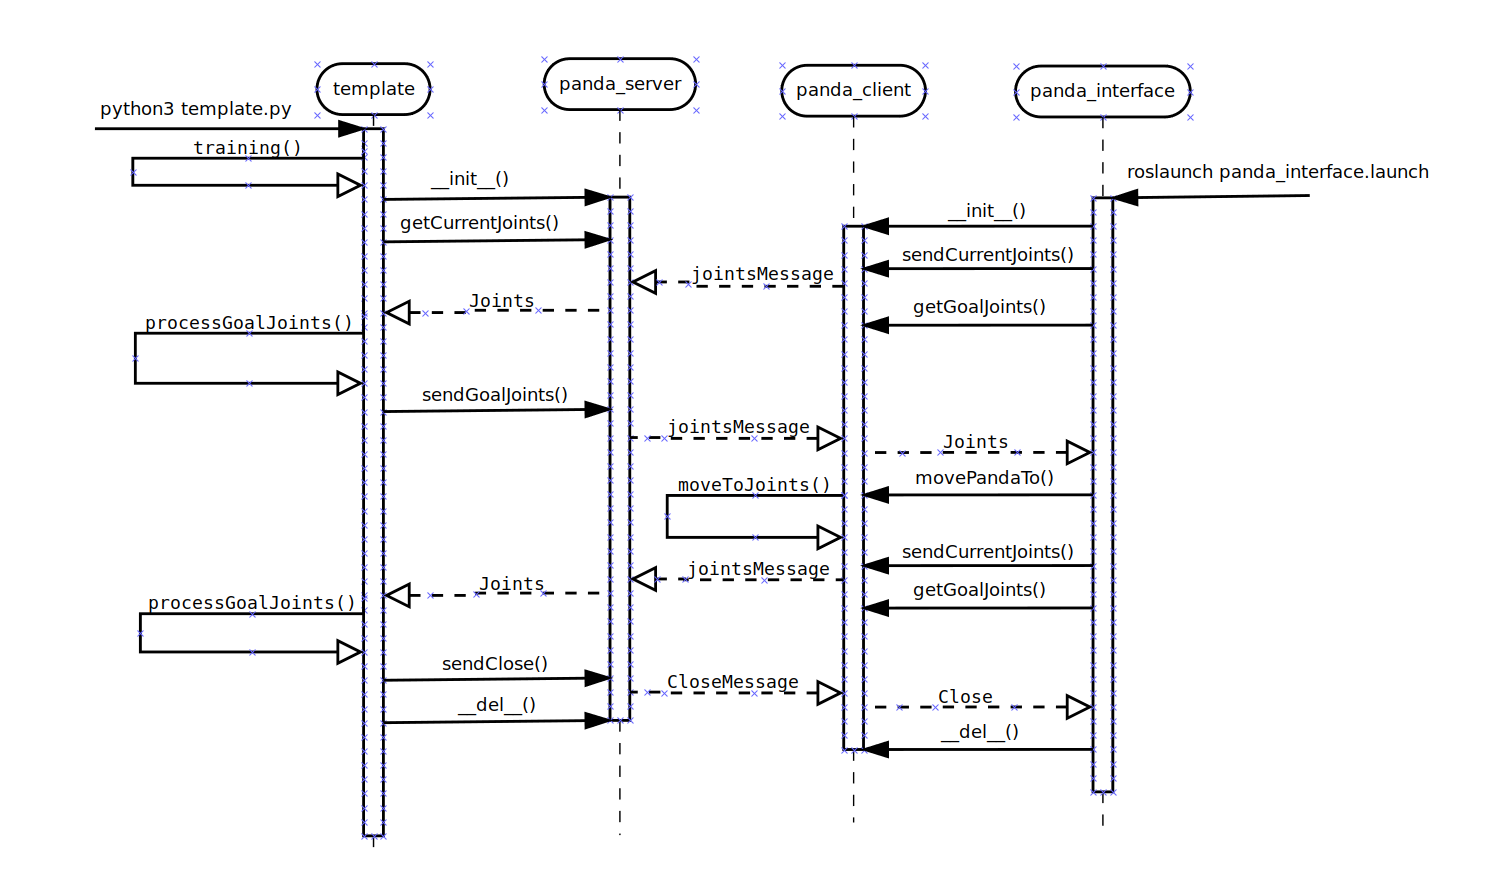 template
panda_server
panda_client
panda_interface
python3 template.py
training()
roslaunch panda_interface.launch
__init__()
__init__()
getCurrentJoints()
sendCurrentJoints()
jointsMessage
Joints
getGoalJoints()
processGoalJoints()
sendGoalJoints()
jointsMessage
Joints
movePandaTo()
moveToJoints()
sendCurrentJoints()
jointsMessage
Joints
getGoalJoints()
processGoalJoints()
sendClose()
CloseMessage
Close
__del__()
__del__()